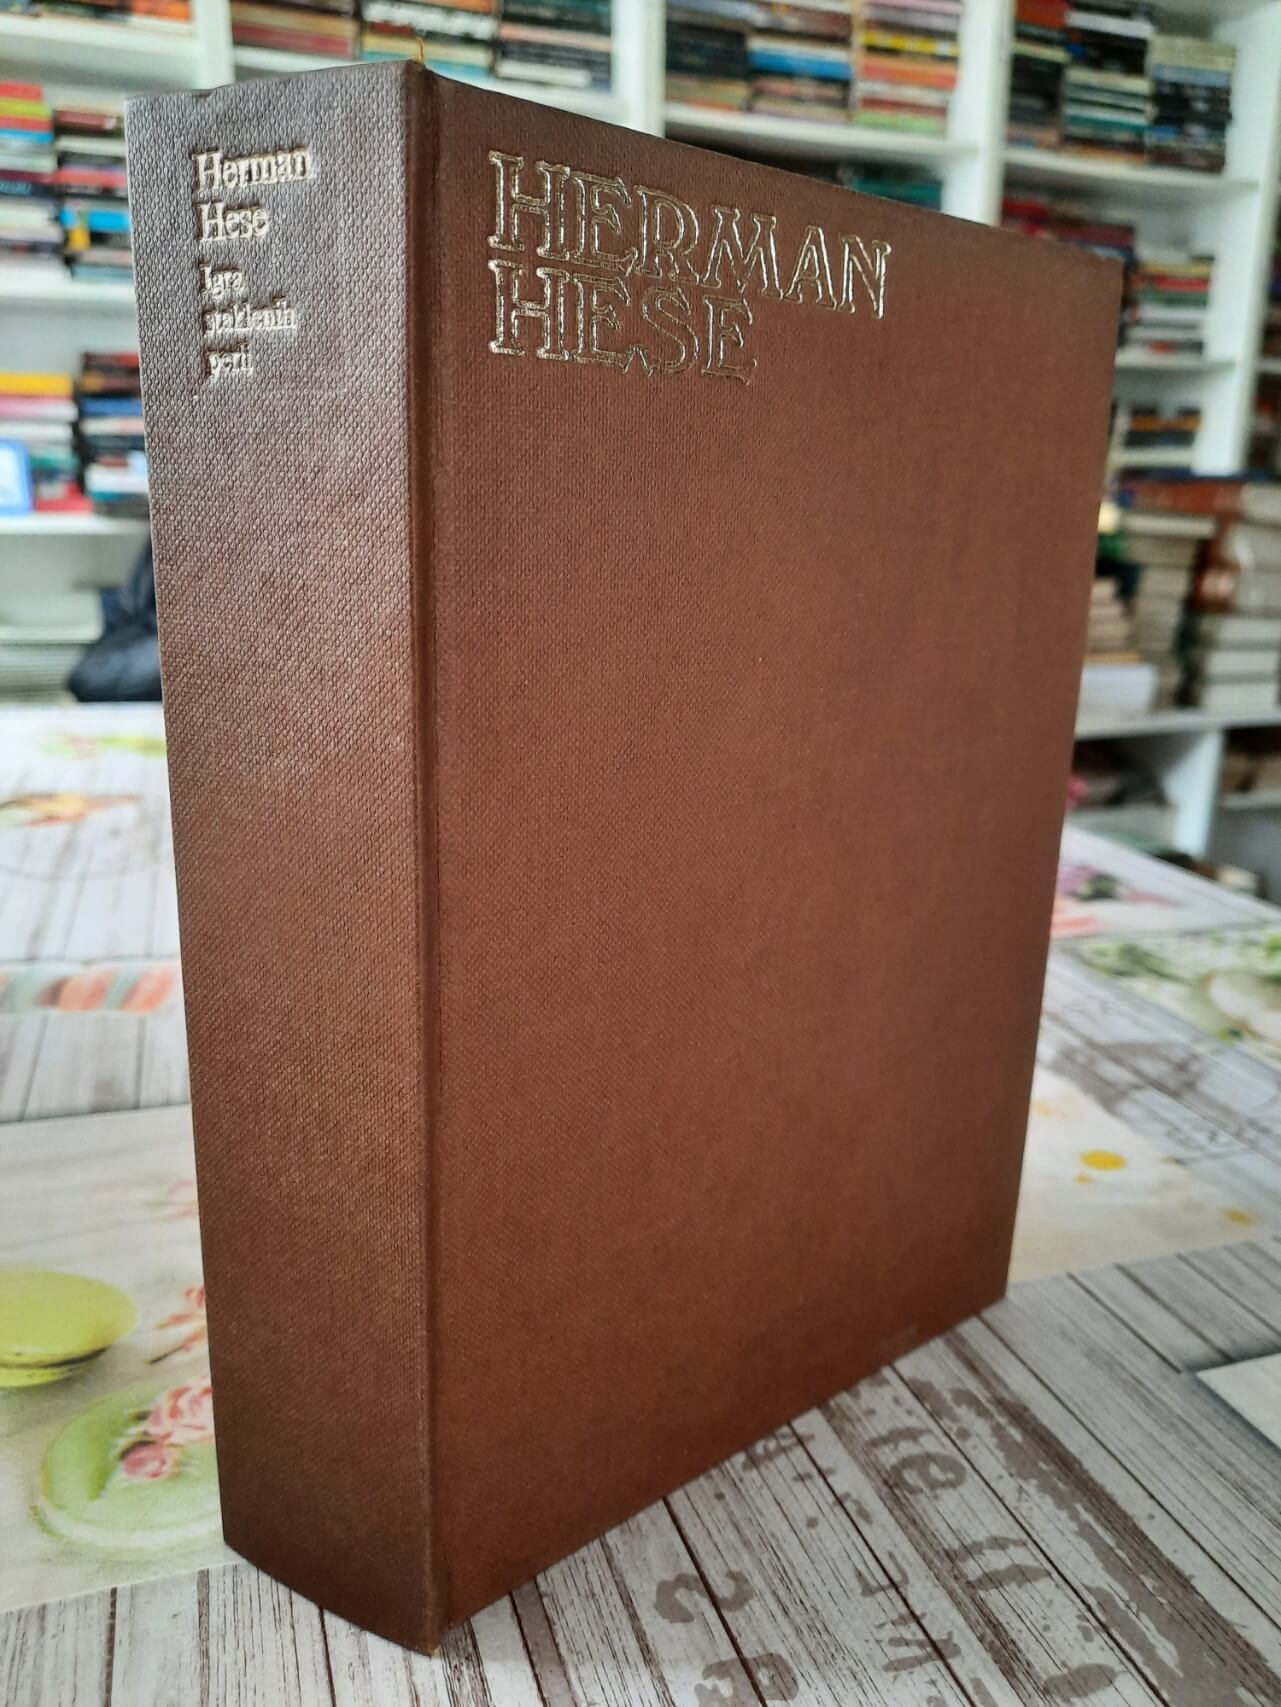 Herman
Hese
Igra
staklenih
perli
HERMAN
HESE